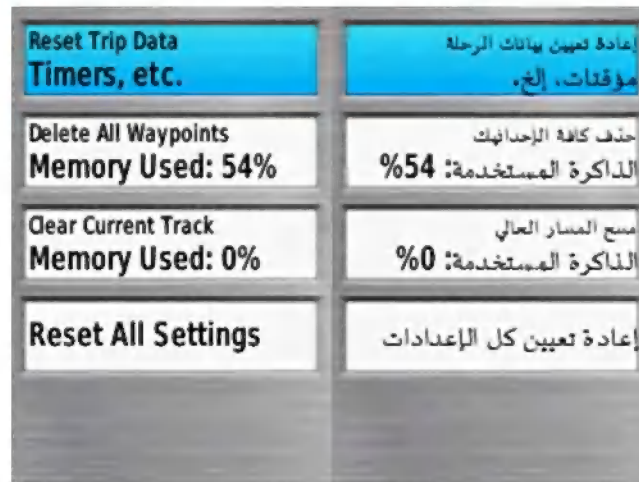 Reset Trip Data
Timers, etc.
Delete All Waypoints
Memory Used: 54%
Clear Current Track
Memory Used: 0%
Reset All Settings
إعادة تعيين بيانات الرحلة
مؤقتات، إلخ.
حذف كافة الإحداثيات
الذاكرة المستخدمة: 54%
مسح المسار الحالي
الذاكرة المستخدمة: 0%
إعادة تعيين كل الإعدادات